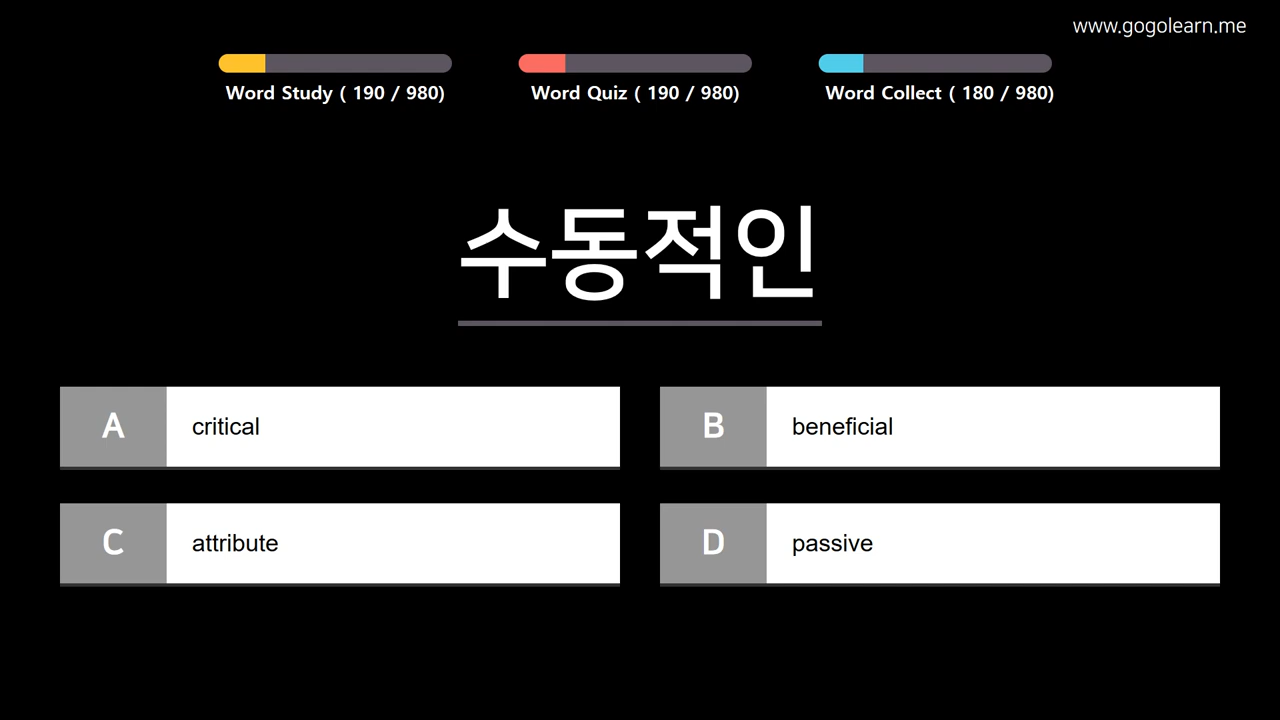 www.gogolearn.me
Word Study ( 190 / 980)
Word Quiz ( 190 / 980)
Word Collect ( 180 / 980)
수동적인
A critical
B beneficial
C attribute
D passive